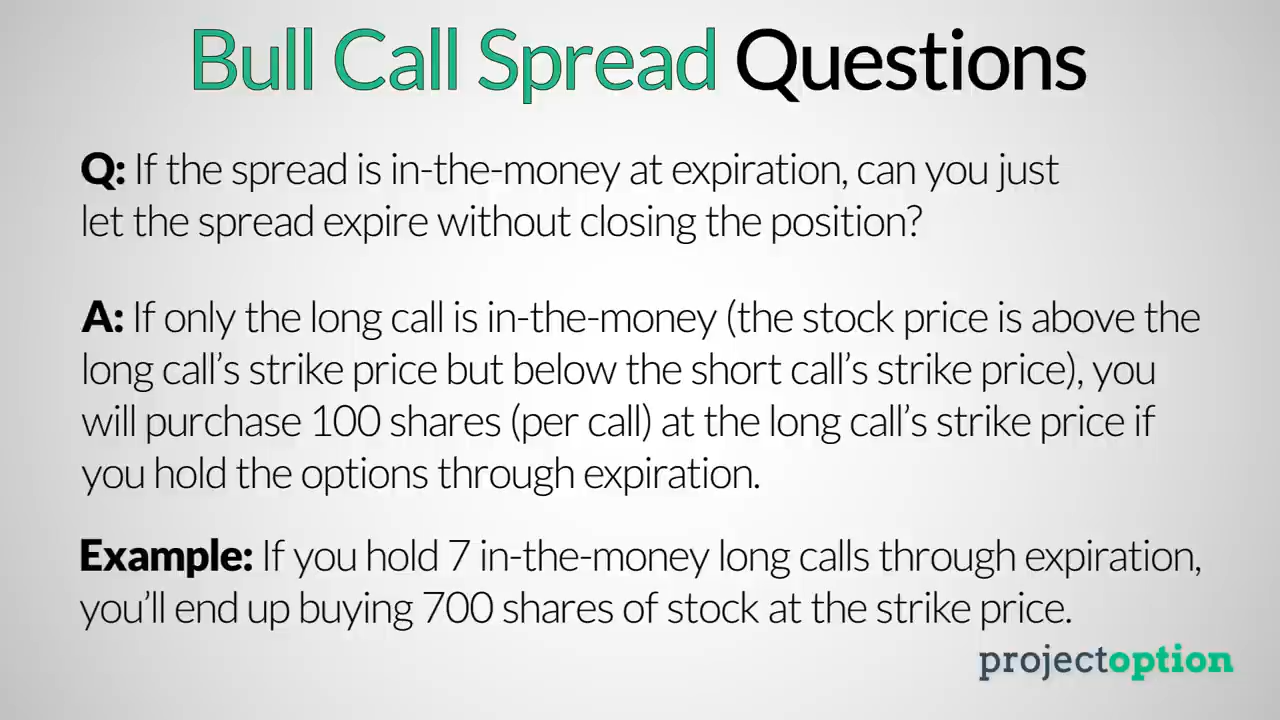 Bull Call Spread Questions
Q: If the spread is in-the-money at expiration, can you just
let the spread expire without closing the position?
A: If only the long call is in-the-money (the stock price is above the
long call’s strike price but below the short call’s strike price), you
will purchase 100 shares (per call) at the long call’s strike price if
you hold the options through expiration.
Example: If you hold 7 in-the-money long calls through expiration,
you’ll end up buying 700 shares of stock at the strike price.
projectoption